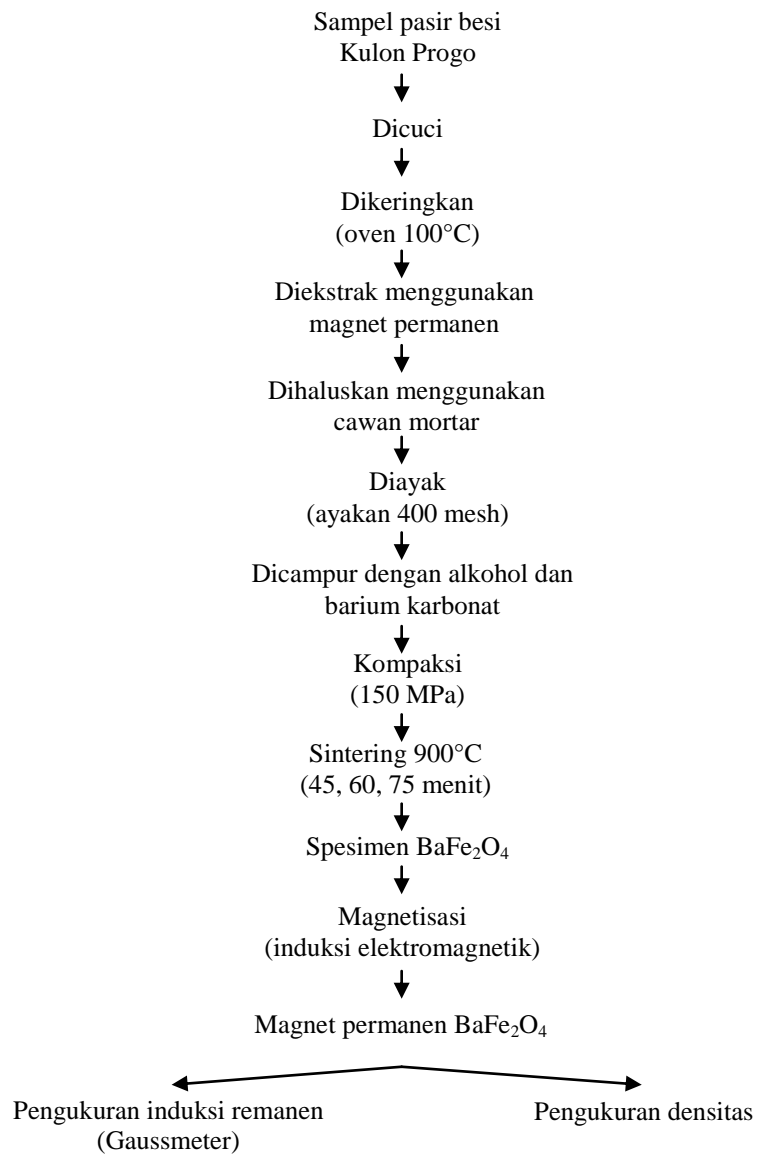 Sampel pasir besi
Kulon Progo
Dicuci
Dikeringkan
(oven 100°C)
Diekstrak menggunakan
magnet permanen
Dihaluskan menggunakan
cawan mortar
Diayak
(ayakan 400 mesh)
Dicampur dengan alkohol dan
barium karbonat
Kompaksi
(150 MPa)
Sintering 900°C
(45, 60, 75 menit)
Spesimen BaFe₂O₄
Magnetisasi
(induksi elektromagnetik)
Magnet permanen BaFe₂O₄
Pengukuran induksi remanen
(Gaussmeter)
Pengukuran densitas